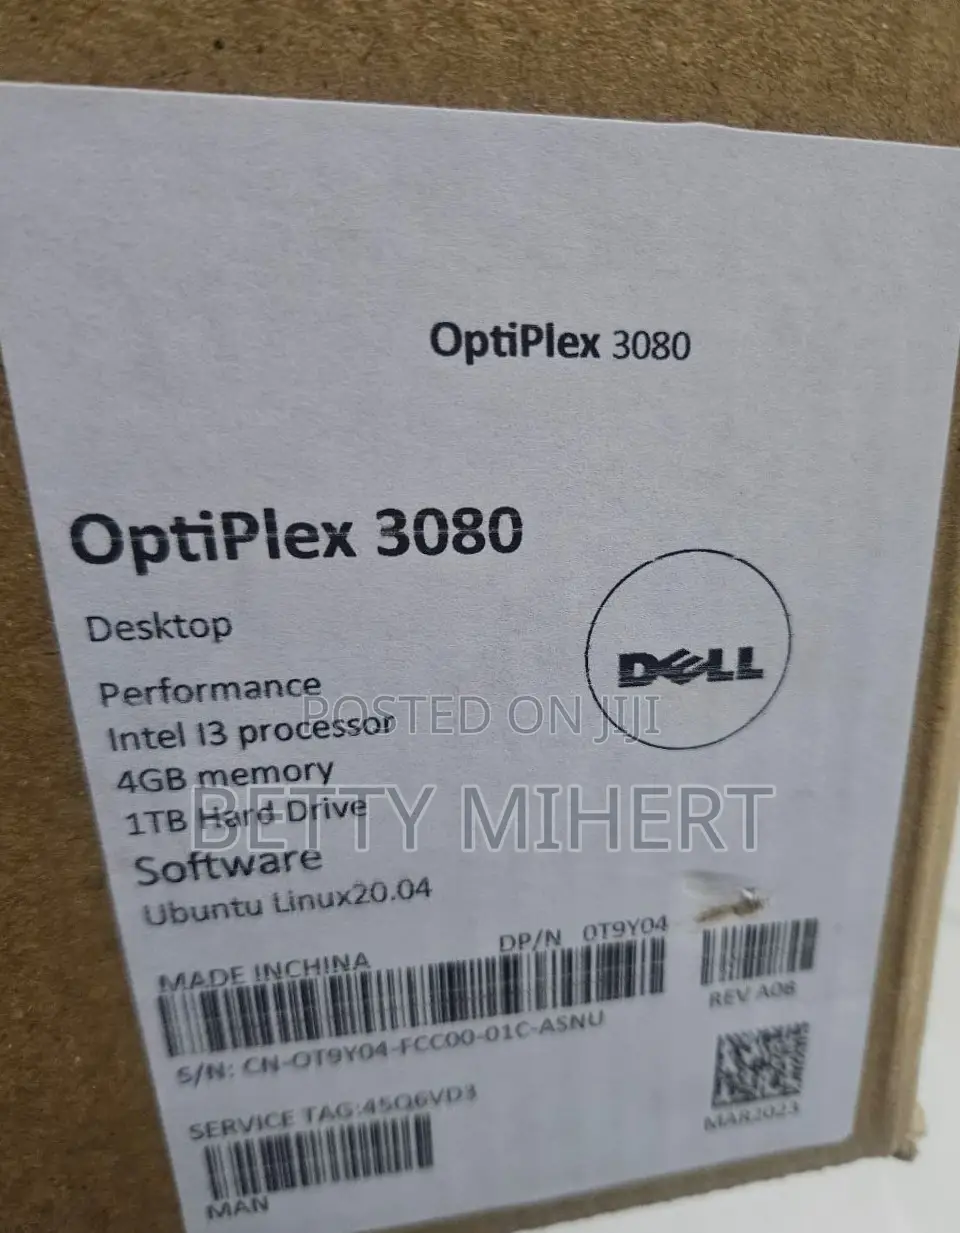 OptiPlex 3080
OptiPlex 3080
Desktop
DELL
Performance
Intel I3 processor
POSTED ON JIJI
4GB memory
BETTY MIHERT
1TB Hard Drive
Software
Ubuntu Linux20.04
DP/N 0T9Y04
MADE INCHINA
REV A08
S/N: CN-OT9Y04-FCC00-01C-ASNU
SERVICE TAG:45Q6VD3
MAR2023
MAN